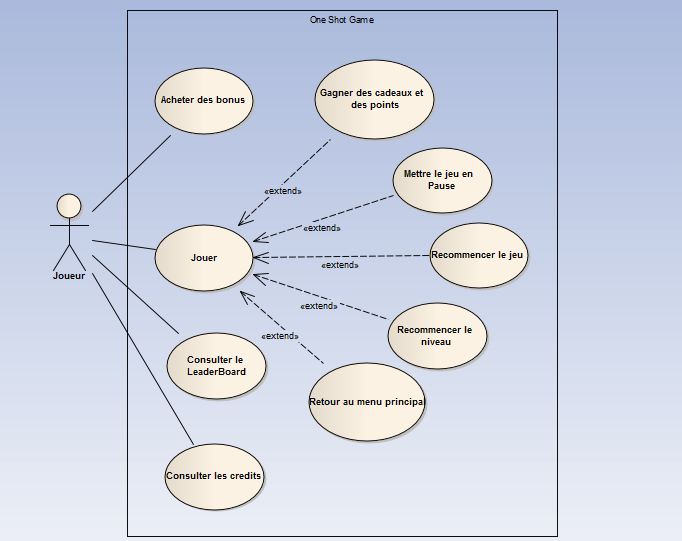 One Shot Game
Acheter des bonus
Gagner des cadeaux et
des points
Mettre le jeu en
Pause
«extend»
«extend»
Jouer
Recommencer le jeu
«extend»
Joueur
«extend»
Recommencer le
niveau
«extend»
Consulter le
LeaderBoard
Retour au menu principal
Consulter les credits